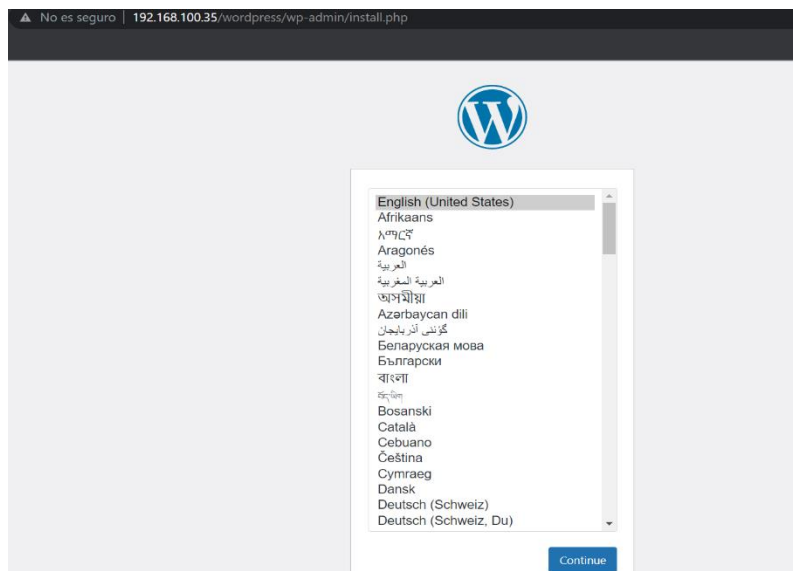 No es seguro | 192.168.100.35/wordpress/wp-admin/install.php
English (United States)
Afrikaans
አማርኛ
Aragonés
العربية
العربية المغربية
অসমীয়া
Azərbaycan dili
گؤنئی آذربایجان
Беларуская мова
Български
বাংলা
བོད་ཡིག
Bosanski
Català
Cebuano
Čeština
Cymraeg
Dansk
Deutsch (Schweiz)
Deutsch (Schweiz, Du)
Continue